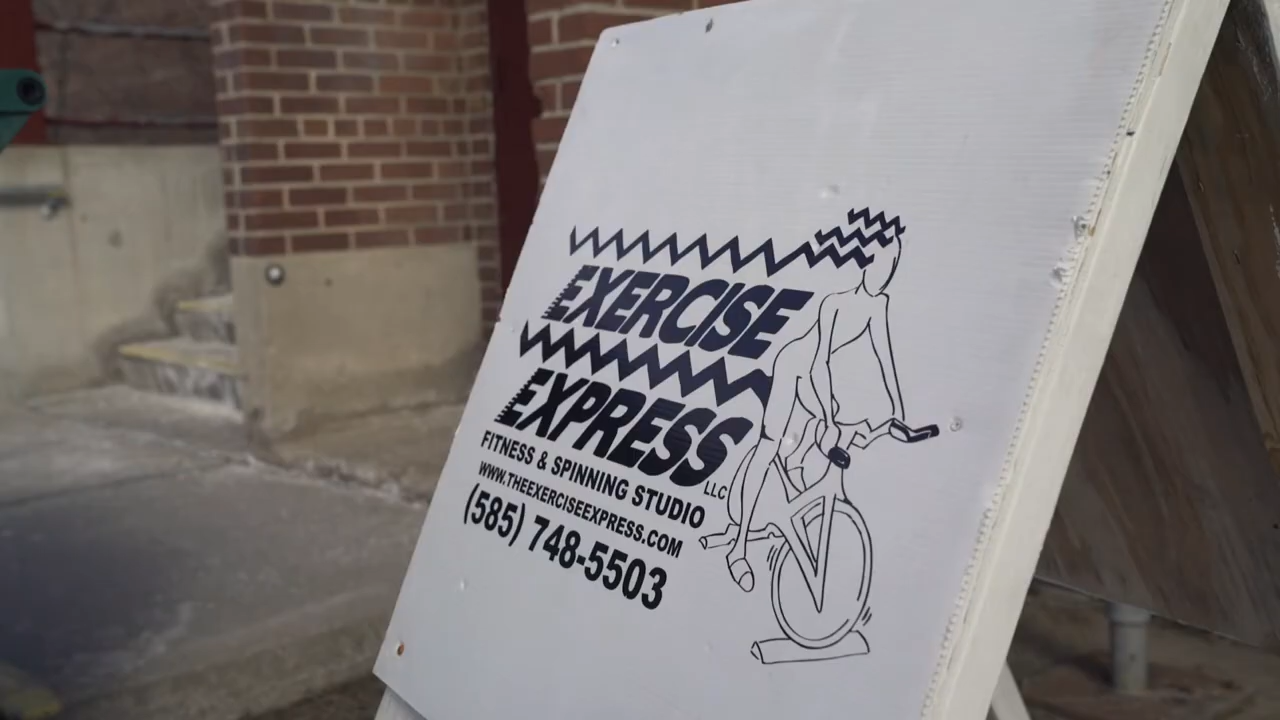 EXERCISE
EXPRESS
LLC
FITNESS & SPINNING STUDIO
WWW.THEEXERCISEEXPRESS.COM
(585) 748-5503